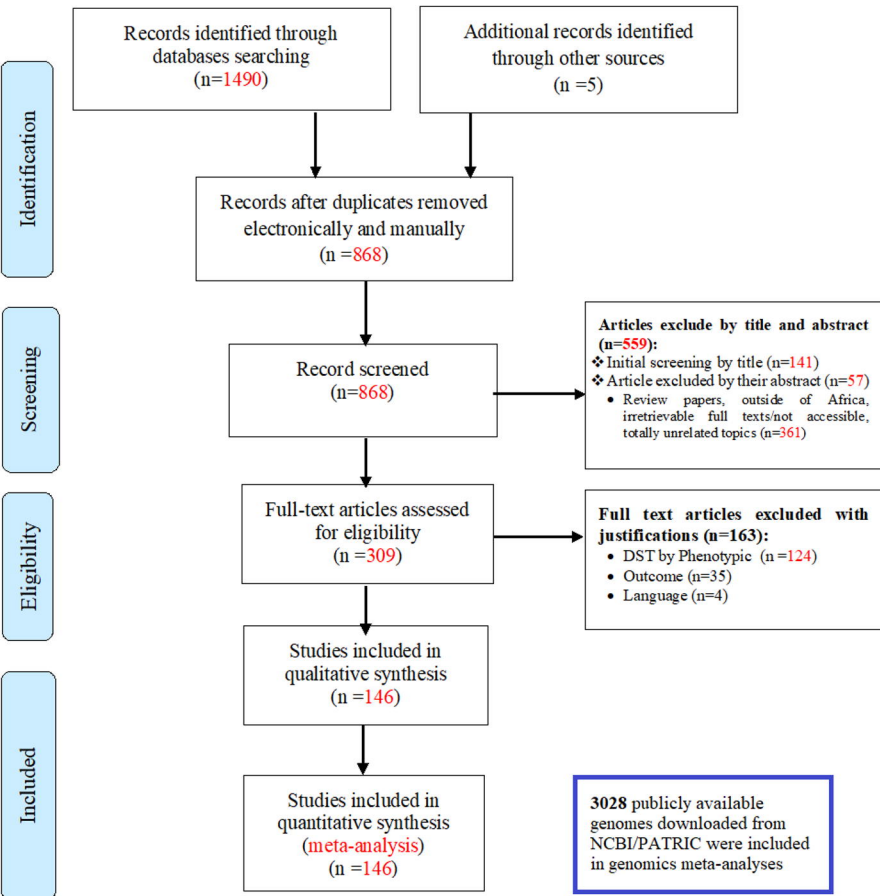 Records identified through
databases searching
(n=1490)
Additional records identified
through other sources
(n =5)
Identification
Records after duplicates removed
electronically and manually
(n =868)
Screening
Record screened
(n=868)
Articles exclude by title and abstract
(n=559):
❖Initial screening by title (n=141)
❖Article excluded by their abstract (n=57)
• Review papers, outside of Africa,
irretrievable full texts/not accessible,
totally unrelated topics (n=361)
Eligibility
Full-text articles assessed
for eligibility
(n =309)
Full text articles excluded with
justifications (n=163):
• DST by Phenotypic (n =124)
• Outcome (n=35)
• Language (n=4)
Studies included in
qualitative synthesis
(n =146)
Included
Studies included in
quantitative synthesis
(meta-analysis)
(n =146)
3028 publicly available
genomes downloaded from
NCBI/PATRIC were included
in genomics meta-analyses